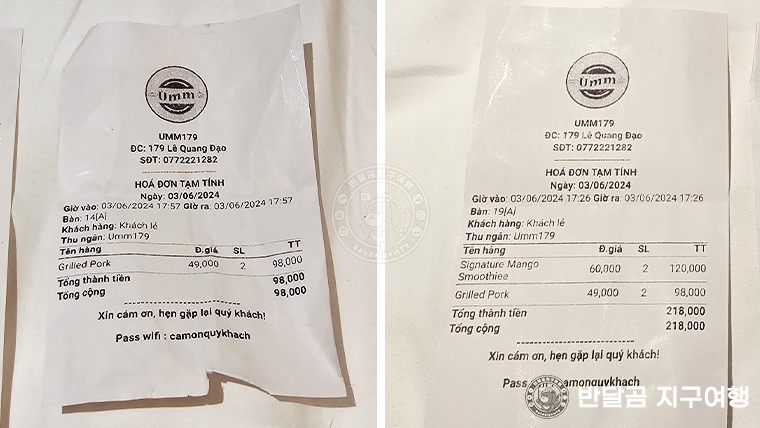 Umm
UMM179
ĐC: 179 Lê Quang Đạo
SĐT: 0772221282
HOÁ ĐƠN TẠM TÍNH
Ngày: 03/06/2024
Giờ vào: 03/06/2024 17:57 Giờ ra: 03/06/2024 17:57
Bàn: 14[A]
Khách hàng: Khách lẻ
Thu ngân: Umm179
Tên hàng Đ.giá SL TT
Grilled Pork 49,000 2 98,000
Tổng thành tiền 98,000
Tổng cộng 98,000
Xin cám ơn, hẹn gặp lại quý khách!
Pass wifi : camonquykhach
Umm
UMM179
ĐC: 179 Lê Quang Đạo
SĐT: 0772221282
HOÁ ĐƠN TẠM TÍNH
Ngày: 03/06/2024
Giờ vào: 03/06/2024 17:26 Giờ ra: 03/06/2024 17:26
Bàn: 19[A]
Khách hàng: Khách lẻ
Thu ngân: Umm179
Tên hàng Đ.giá SL TT
Signature Mango
Smoothiee 60,000 2 120,000
Grilled Pork 49,000 2 98,000
Tổng thành tiền 218,000
Tổng cộng 218,000
Xin cám ơn, hẹn gặp lại quý khách!
Pass camonquykhach
반달곰 지구여행
반달곰 지구여행